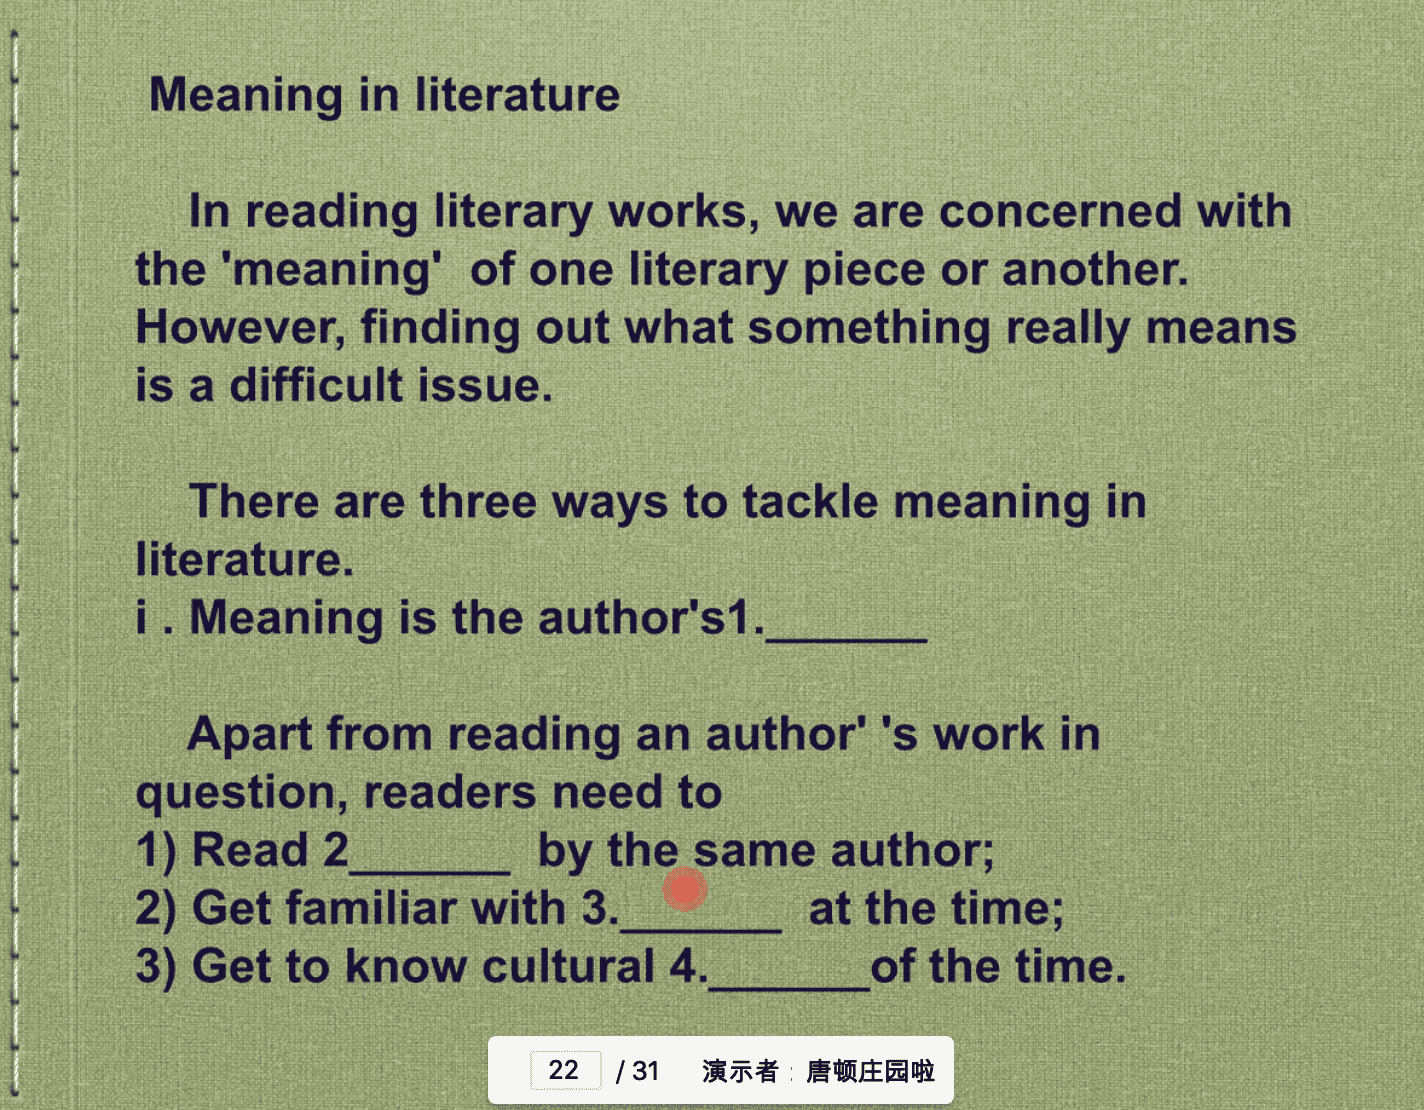 Meaning in literature
In reading literary works, we are concerned with
the 'meaning' of one literary piece or another.
However, finding out what something really means
is a difficult issue.
There are three ways to tackle meaning in
literature.
i . Meaning is the author's1.______
Apart from reading an author' 's work in
question, readers need to
1) Read 2______ by the same author;
2) Get familiar with 3.______ at the time;
3) Get to know cultural 4.______of the time.
22 / 31 演示者：唐顿庄园啦